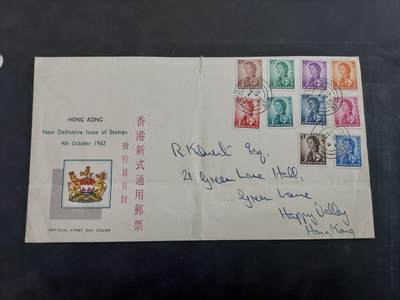 HONG KONG
New Definitive Issue of Stamps
4th October 1962
香港新式通用郵票
發行首日封
OFFICIAL FIRST DAY COVER
Esq.
21 Green Lane Hall,
Green Lane,
Happy Valley
Hong Kong